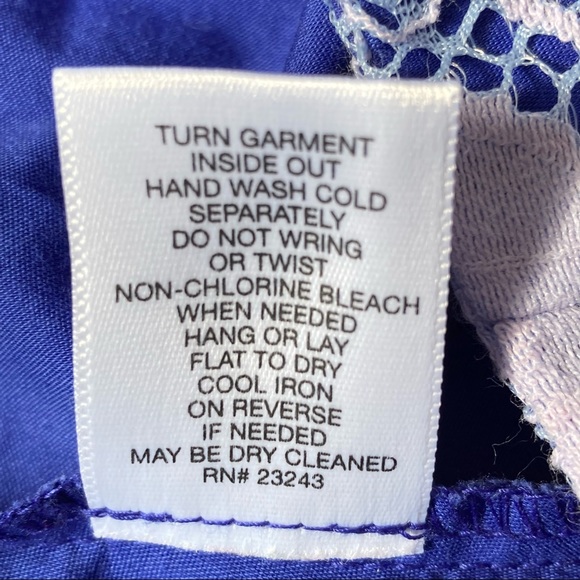 TURN GARMENT
INSIDE OUT
HAND WASH COLD
SEPARATELY
DO NOT WRING
OR TWIST
NON-CHLORINE BLEACH
WHEN NEEDED
HANG OR LAY
FLAT TO DRY
COOL IRON
ON REVERSE
IF NEEDED
MAY BE DRY CLEANED
RN# 23243